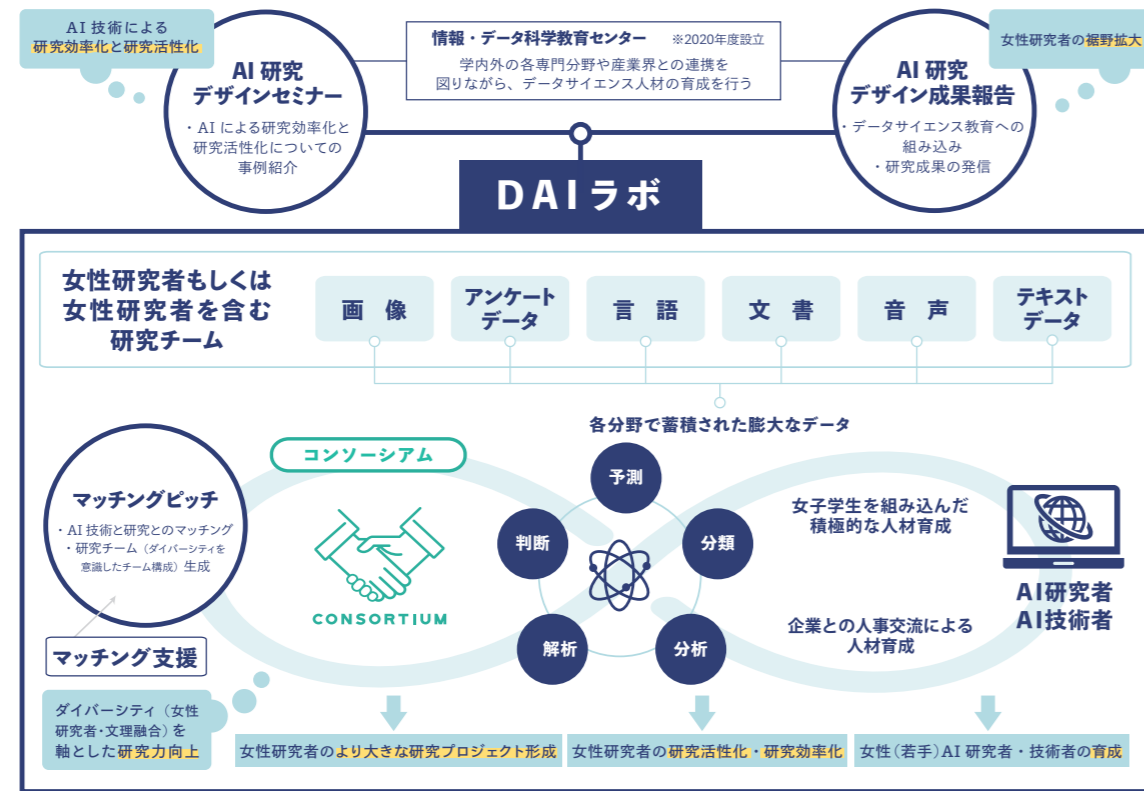 AI 技術による
研究効率化と研究活性化
AI 研究
デザインセミナー
・AI による研究効率化と
研究活性化についての
事例紹介
情報・データ科学教育センター ※2020年度設立
学内外の各専門分野や産業界との連携を
図りながら、データサイエンス人材の育成を行う
女性研究者の裾野拡大
AI 研究
デザイン成果報告
・データサイエンス教育への
組み込み
・研究成果の発信
DAIラボ
女性研究者もしくは
女性研究者を含む
研究チーム
画 像
アンケート
データ
言 語
文 書
音 声
テキスト
データ
各分野で蓄積された膨大なデータ
コンソーシアム
CONSORTIUM
マッチングピッチ
・AI 技術と研究とのマッチング
・研究チーム（ダイバーシティを
意識したチーム構成）生成
マッチング支援
予測
判断
分類
解析
分析
女子学生を組み込んだ
積極的な人材育成
企業との人事交流による
人材育成
AI研究者
AI技術者
ダイバーシティ（女性
研究者・文理融合）を
軸とした研究力向上
女性研究者のより大きな研究プロジェクト形成
女性研究者の研究活性化・研究効率化
女性（若手）AI 研究者・技術者の育成